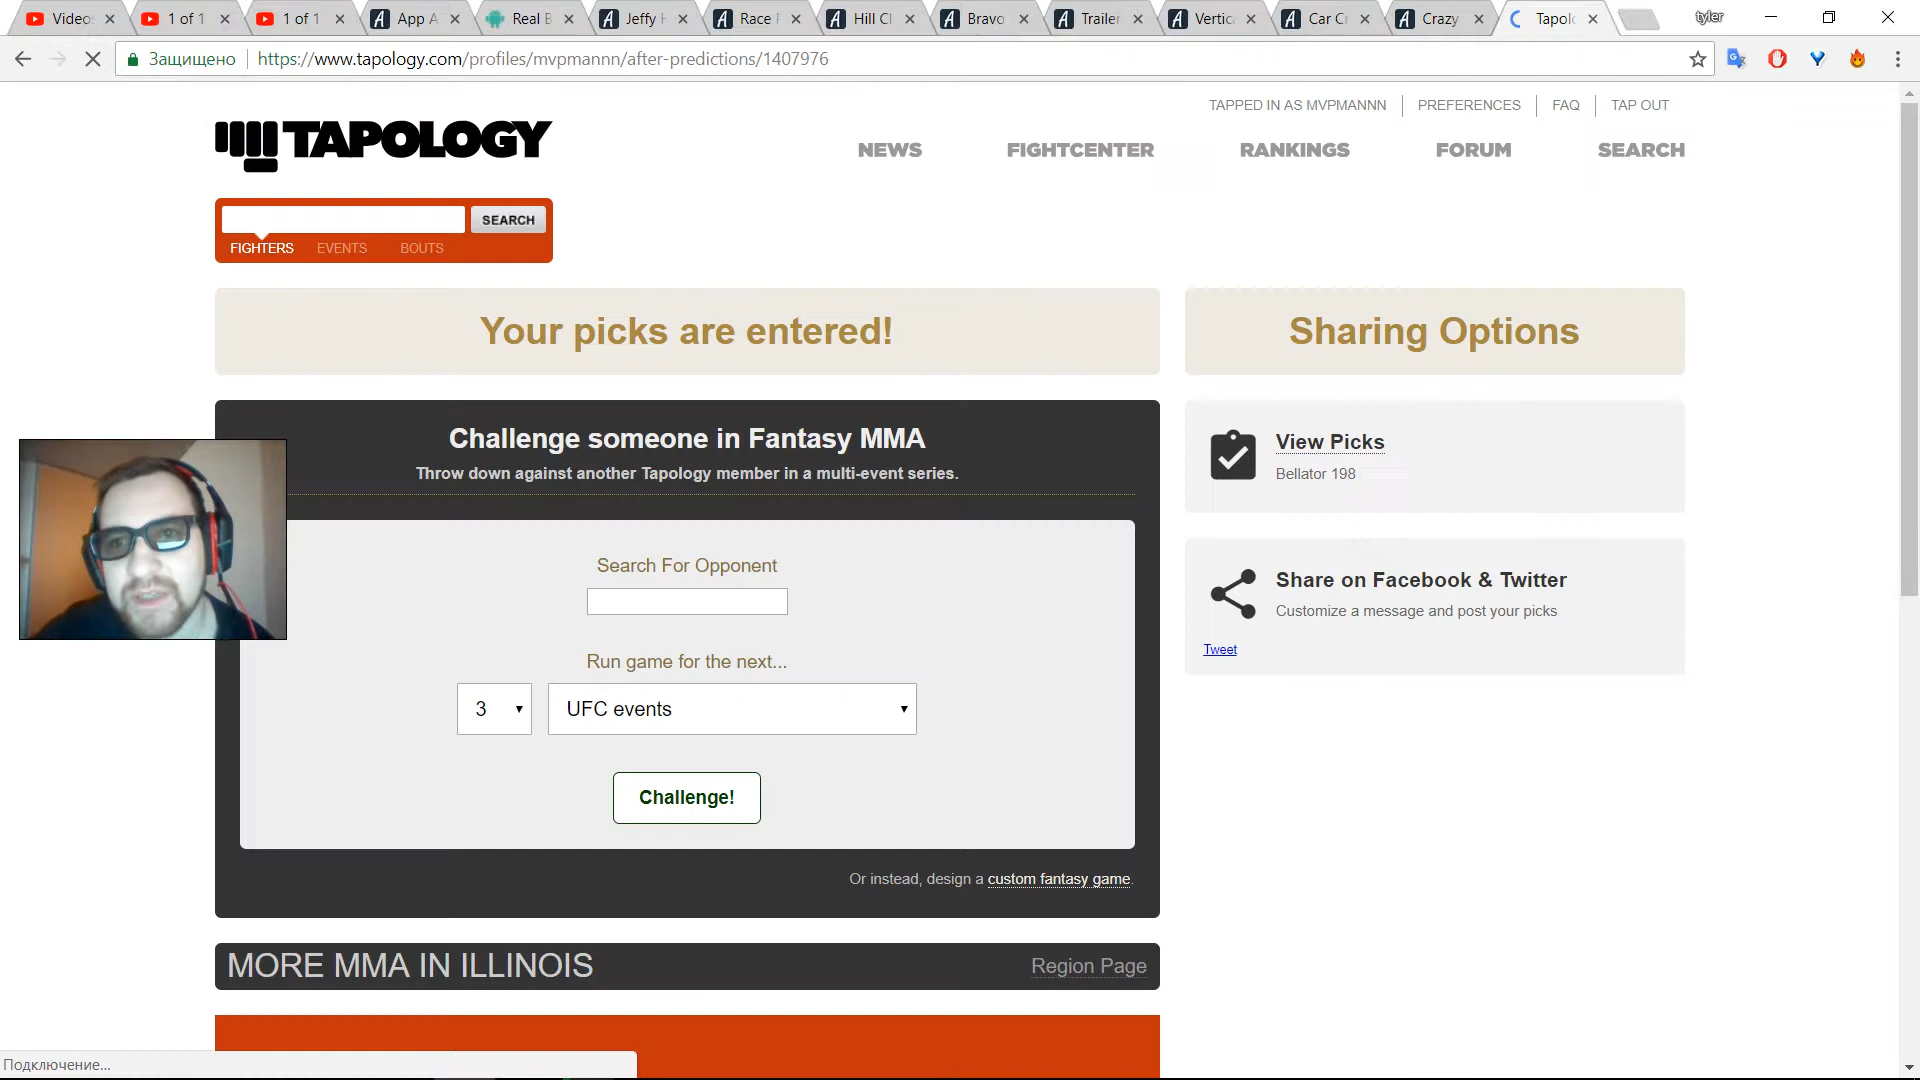 Videos
1 of 1
1 of 1
App A
Real B
Jeffy H
Race F
Hill Cl
Bravo
Trailer
Vertic
Car Cr
Crazy
Tapolo
tyler
Защищено
https://www.tapology.com/profiles/mvpmannn/after-predictions/1407976
TAPPED IN AS MVPMANNN
PREFERENCES
FAQ
TAP OUT
TAPOLOGY
NEWS
FIGHTCENTER
RANKINGS
FORUM
SEARCH
SEARCH
FIGHTERS
EVENTS
BOUTS
Your picks are entered!
Sharing Options
Challenge someone in Fantasy MMA
Throw down against another Tapology member in a multi-event series.
View Picks
Bellator 198
Search For Opponent
Share on Facebook & Twitter
Customize a message and post your picks
Tweet
Run game for the next...
3
UFC events
Challenge!
Or instead, design a custom fantasy game.
MORE MMA IN ILLINOIS
Region Page
Подключение...